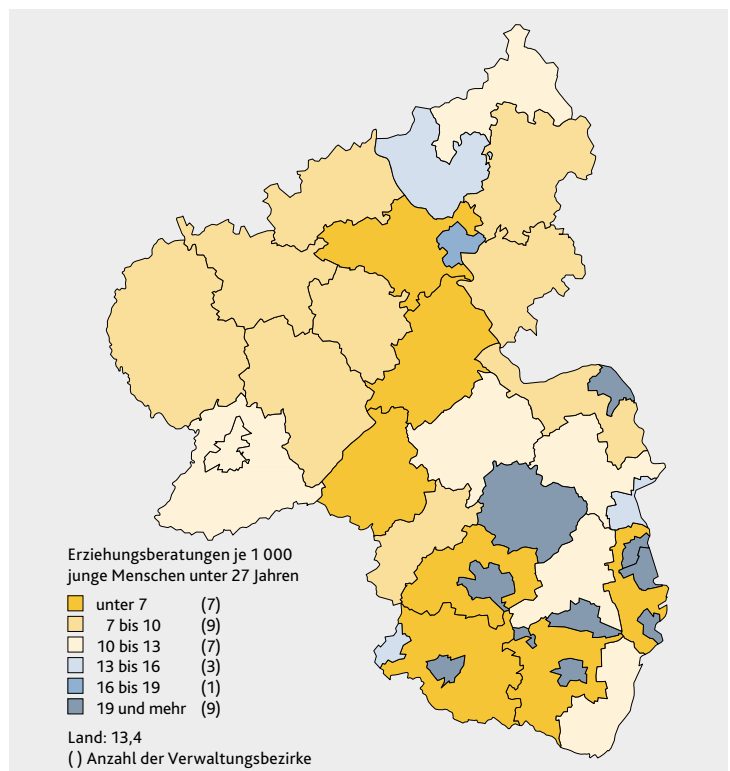 Erziehungsberatungen je 1 000
junge Menschen unter 27 Jahren
unter 7 (7)
7 bis 10 (9)
10 bis 13 (7)
13 bis 16 (3)
16 bis 19 (1)
19 und mehr (9)
Land: 13,4
( ) Anzahl der Verwaltungsbezirke